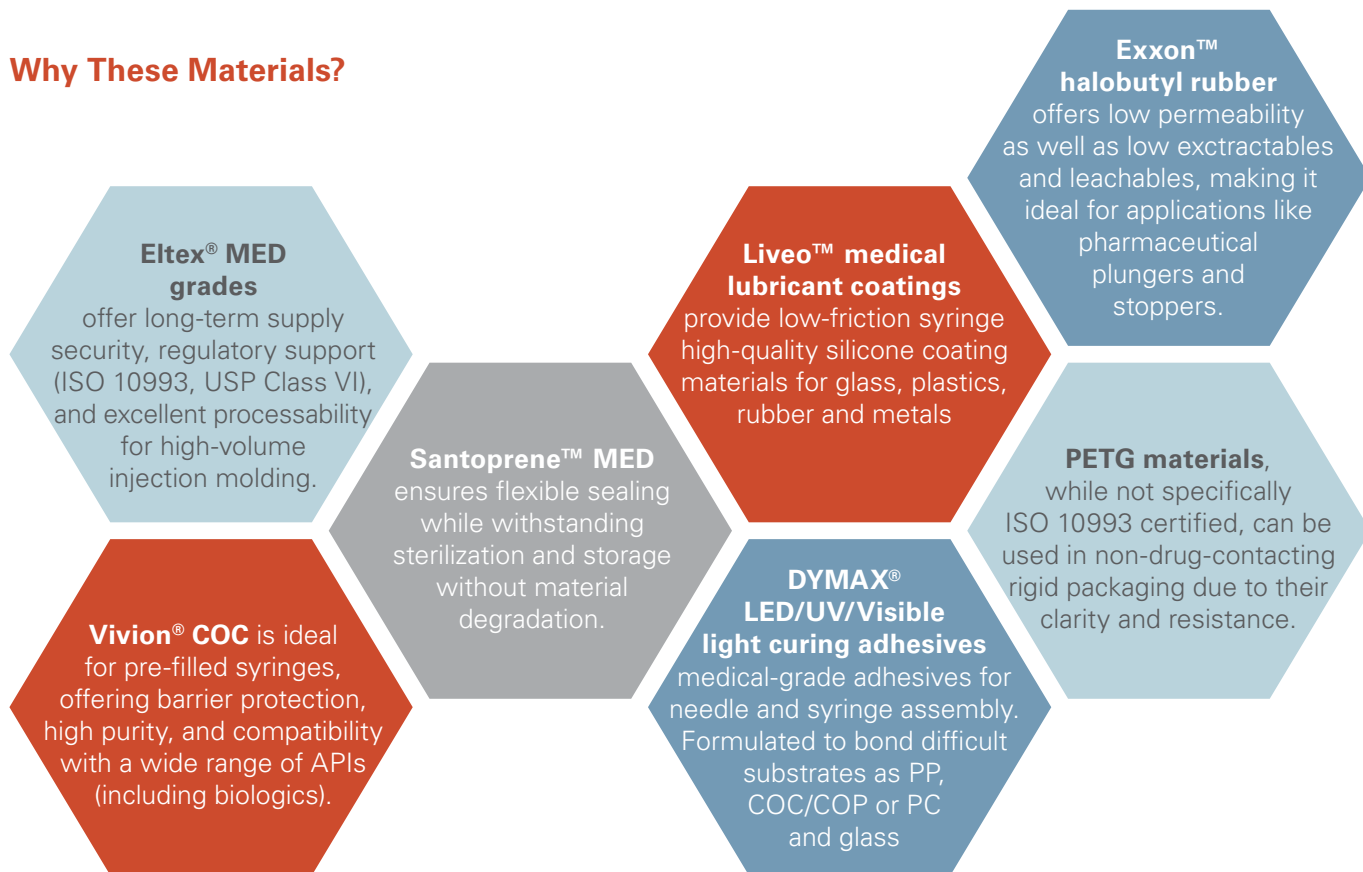 Why These Materials?
Eltex® MED
grades
offer long-term supply
security, regulatory support
(ISO 10993, USP Class VI),
and excellent processability
for high-volume
injection molding.
Vivion® COC is ideal
for pre-filled syringes,
offering barrier protection,
high purity, and compatibility
with a wide range of APIs
(including biologics).
Santoprene™ MED
ensures flexible sealing
while withstanding
sterilization and storage
without material
degradation.
Liveo™ medical
lubricant coatings
provide low-friction syringe
high-quality silicone coating
materials for glass, plastics,
rubber and metals
DYMAX®
LED/UV/Visible
light curing adhesives
medical-grade adhesives for
needle and syringe assembly.
Formulated to bond difficult
substrates as PP,
COC/COP or PC
and glass
Exxon™
halobutyl rubber
offers low permeability
as well as low exctractables
and leachables, making it
ideal for applications like
pharmaceutical
plungers and
stoppers.
PETG materials,
while not specifically
ISO 10993 certified, can be
used in non-drug-contacting
rigid packaging due to their
clarity and resistance.